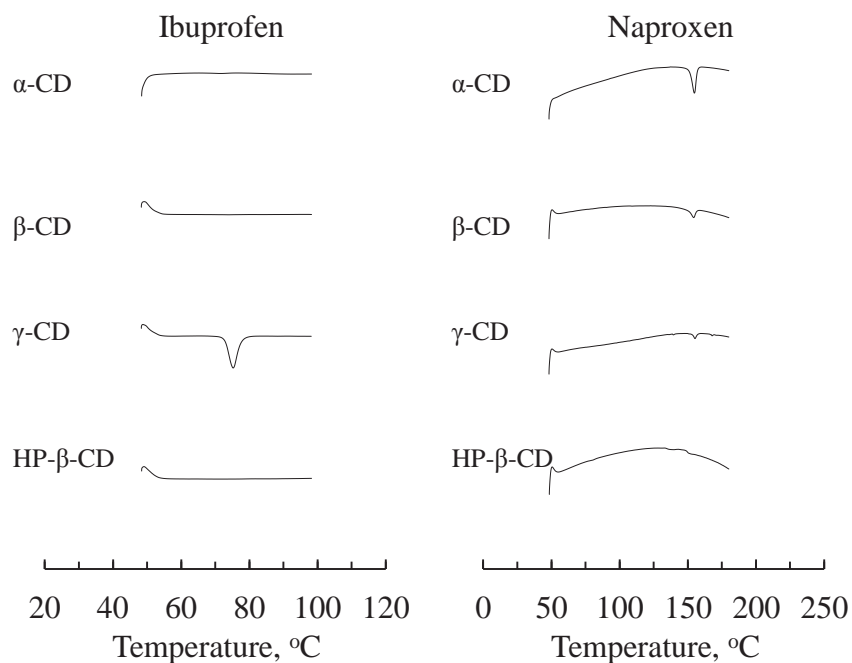 Ibuprofen
α-CD
β-CD
γ-CD
HP-β-CD
20 40 60 80 100 120
Temperature, °C
Naproxen
α-CD
β-CD
γ-CD
HP-β-CD
0 50 100 150 200 250
Temperature, °C